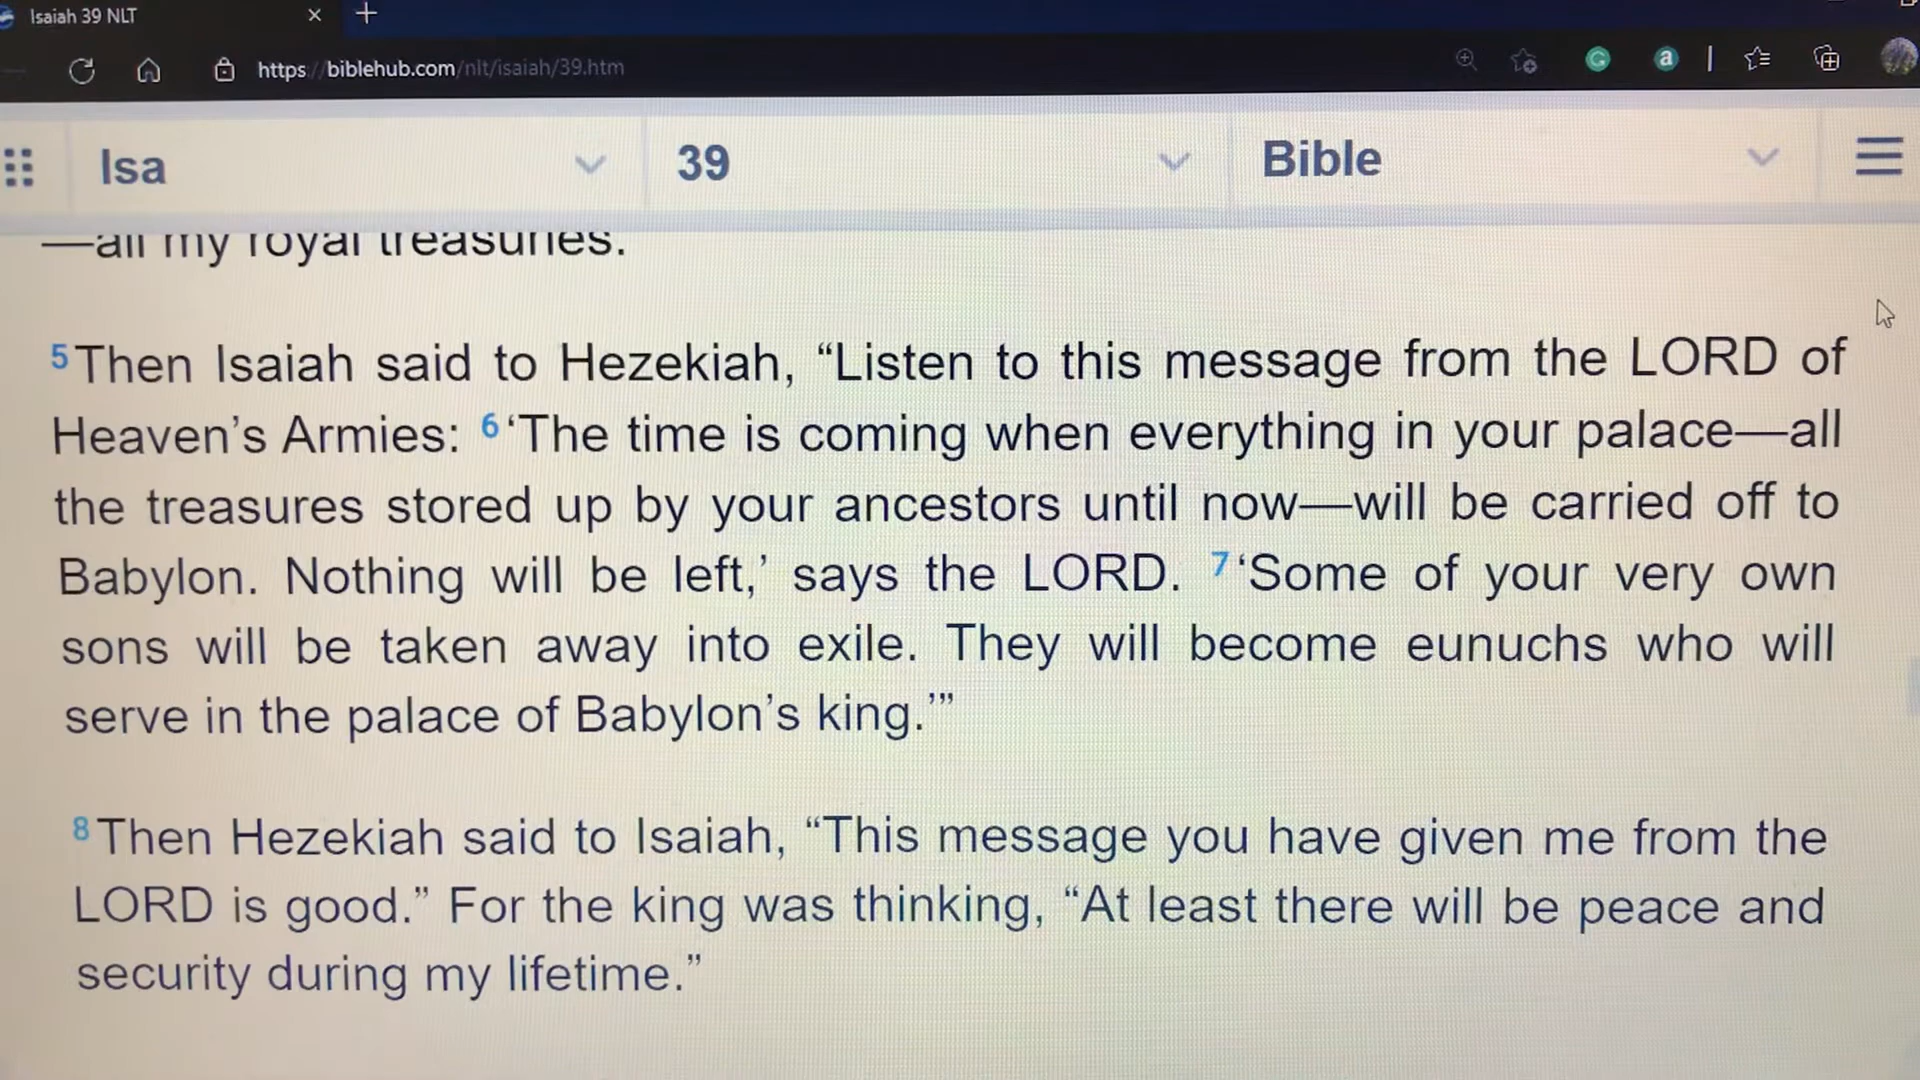 Isaiah 39 NLT
https://biblehub.com/nlt/isaiah/39.htm
Isa 39 Bible
—all my royal treasures.
5 Then Isaiah said to Hezekiah, “Listen to this message from the LORD of
Heaven’s Armies: 6 ‘The time is coming when everything in your palace—all
the treasures stored up by your ancestors until now—will be carried off to
Babylon. Nothing will be left,’ says the LORD. 7 ‘Some of your very own
sons will be taken away into exile. They will become eunuchs who will
serve in the palace of Babylon’s king.’”
8 Then Hezekiah said to Isaiah, “This message you have given me from the
LORD is good.” For the king was thinking, “At least there will be peace and
security during my lifetime.”